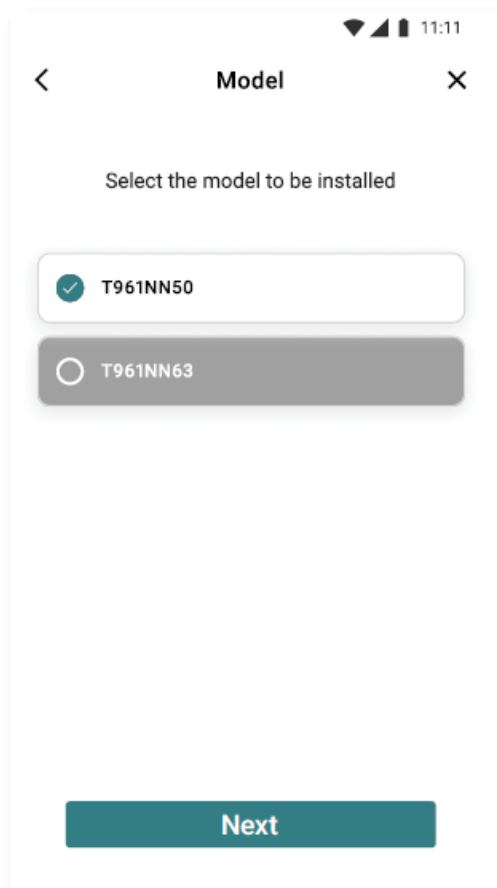 11:11
Model
Select the model to be installed
T961NN50
T961NN63
Next